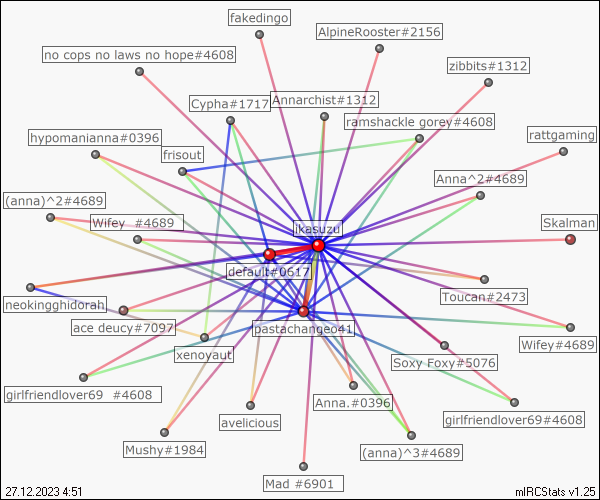 fakedingo
AlpineRooster#2156
no cops no laws no hope#4608
zibbits#1312
Cypha#1717
Annarchist#1312
ramshackle gorey#4608
hypomanianna#0396
rattgaming
frisout
Anna^2#4689
(anna)^2#4689
Wifey #4689
Skalman
ikasuzu
default#0617
neokingghidorah
Toucan#2473
ace deucy#7097
pastachange041
xenoyaut
Wifey#4689
Soxy Foxy#5076
girlfriendlover69 #4608
Anna.#0396
girlfriendlover69#4608
avelicious
Mushy#1984
(anna)^3#4689
Mad #6901
27.12.2023 4:51
mIRCStats v1.25